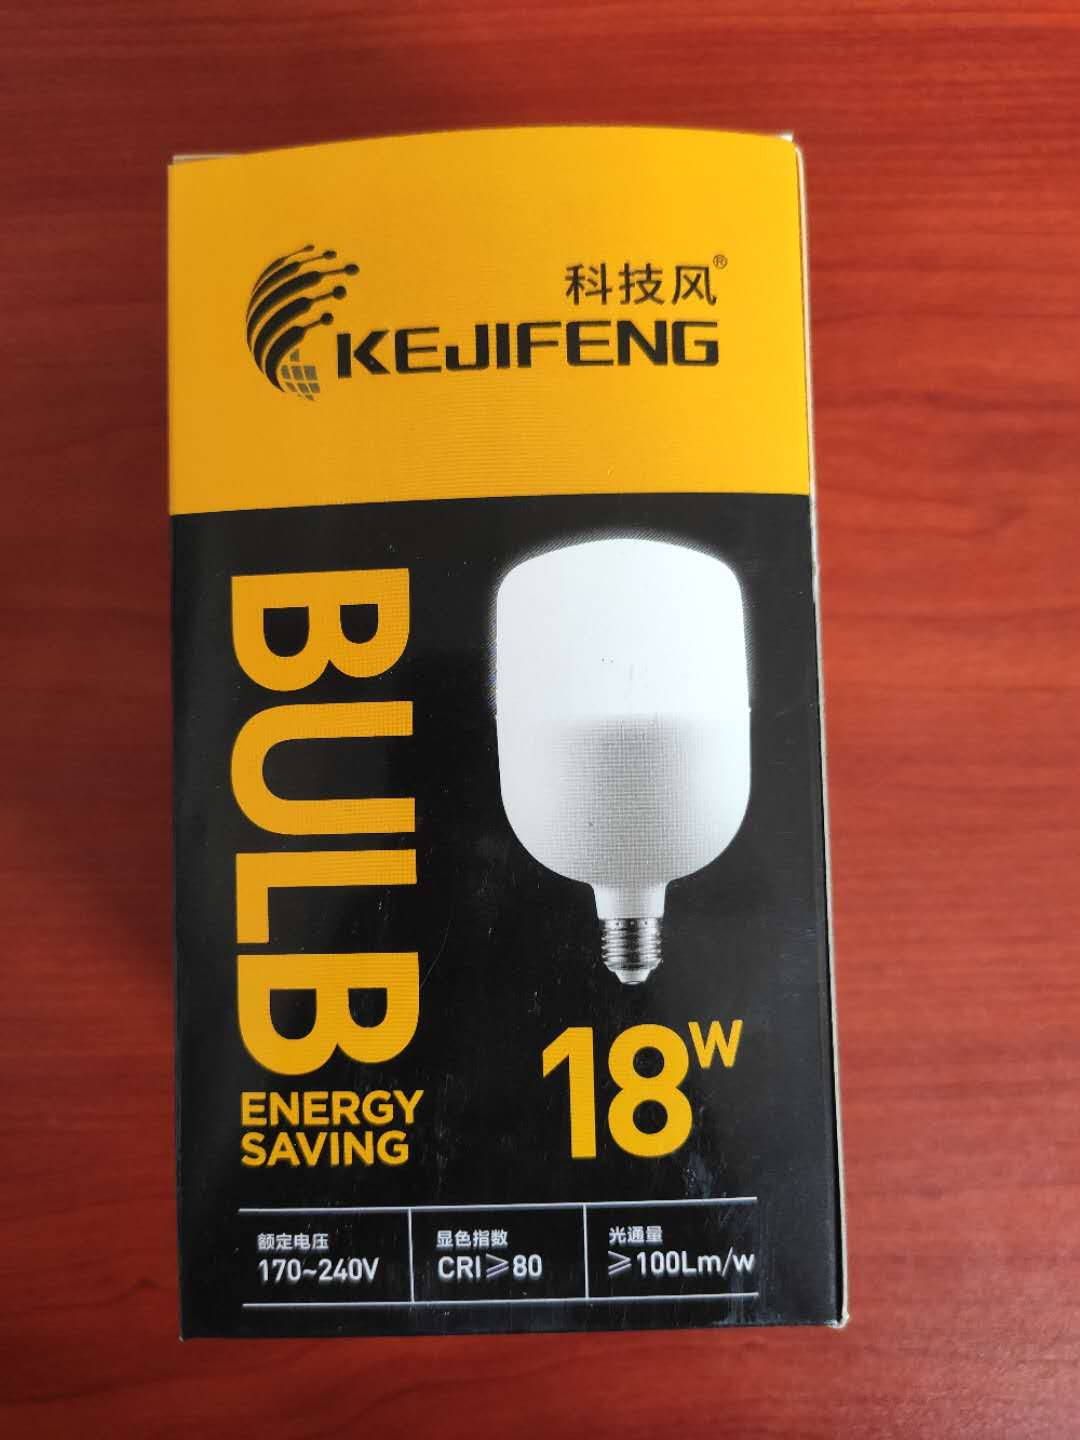 科技风®
KEJIFENG
BULB
ENERGY
SAVING
18W
额定电压
170~240V
显色指数
CRI≥80
光通量
≥100Lm/w